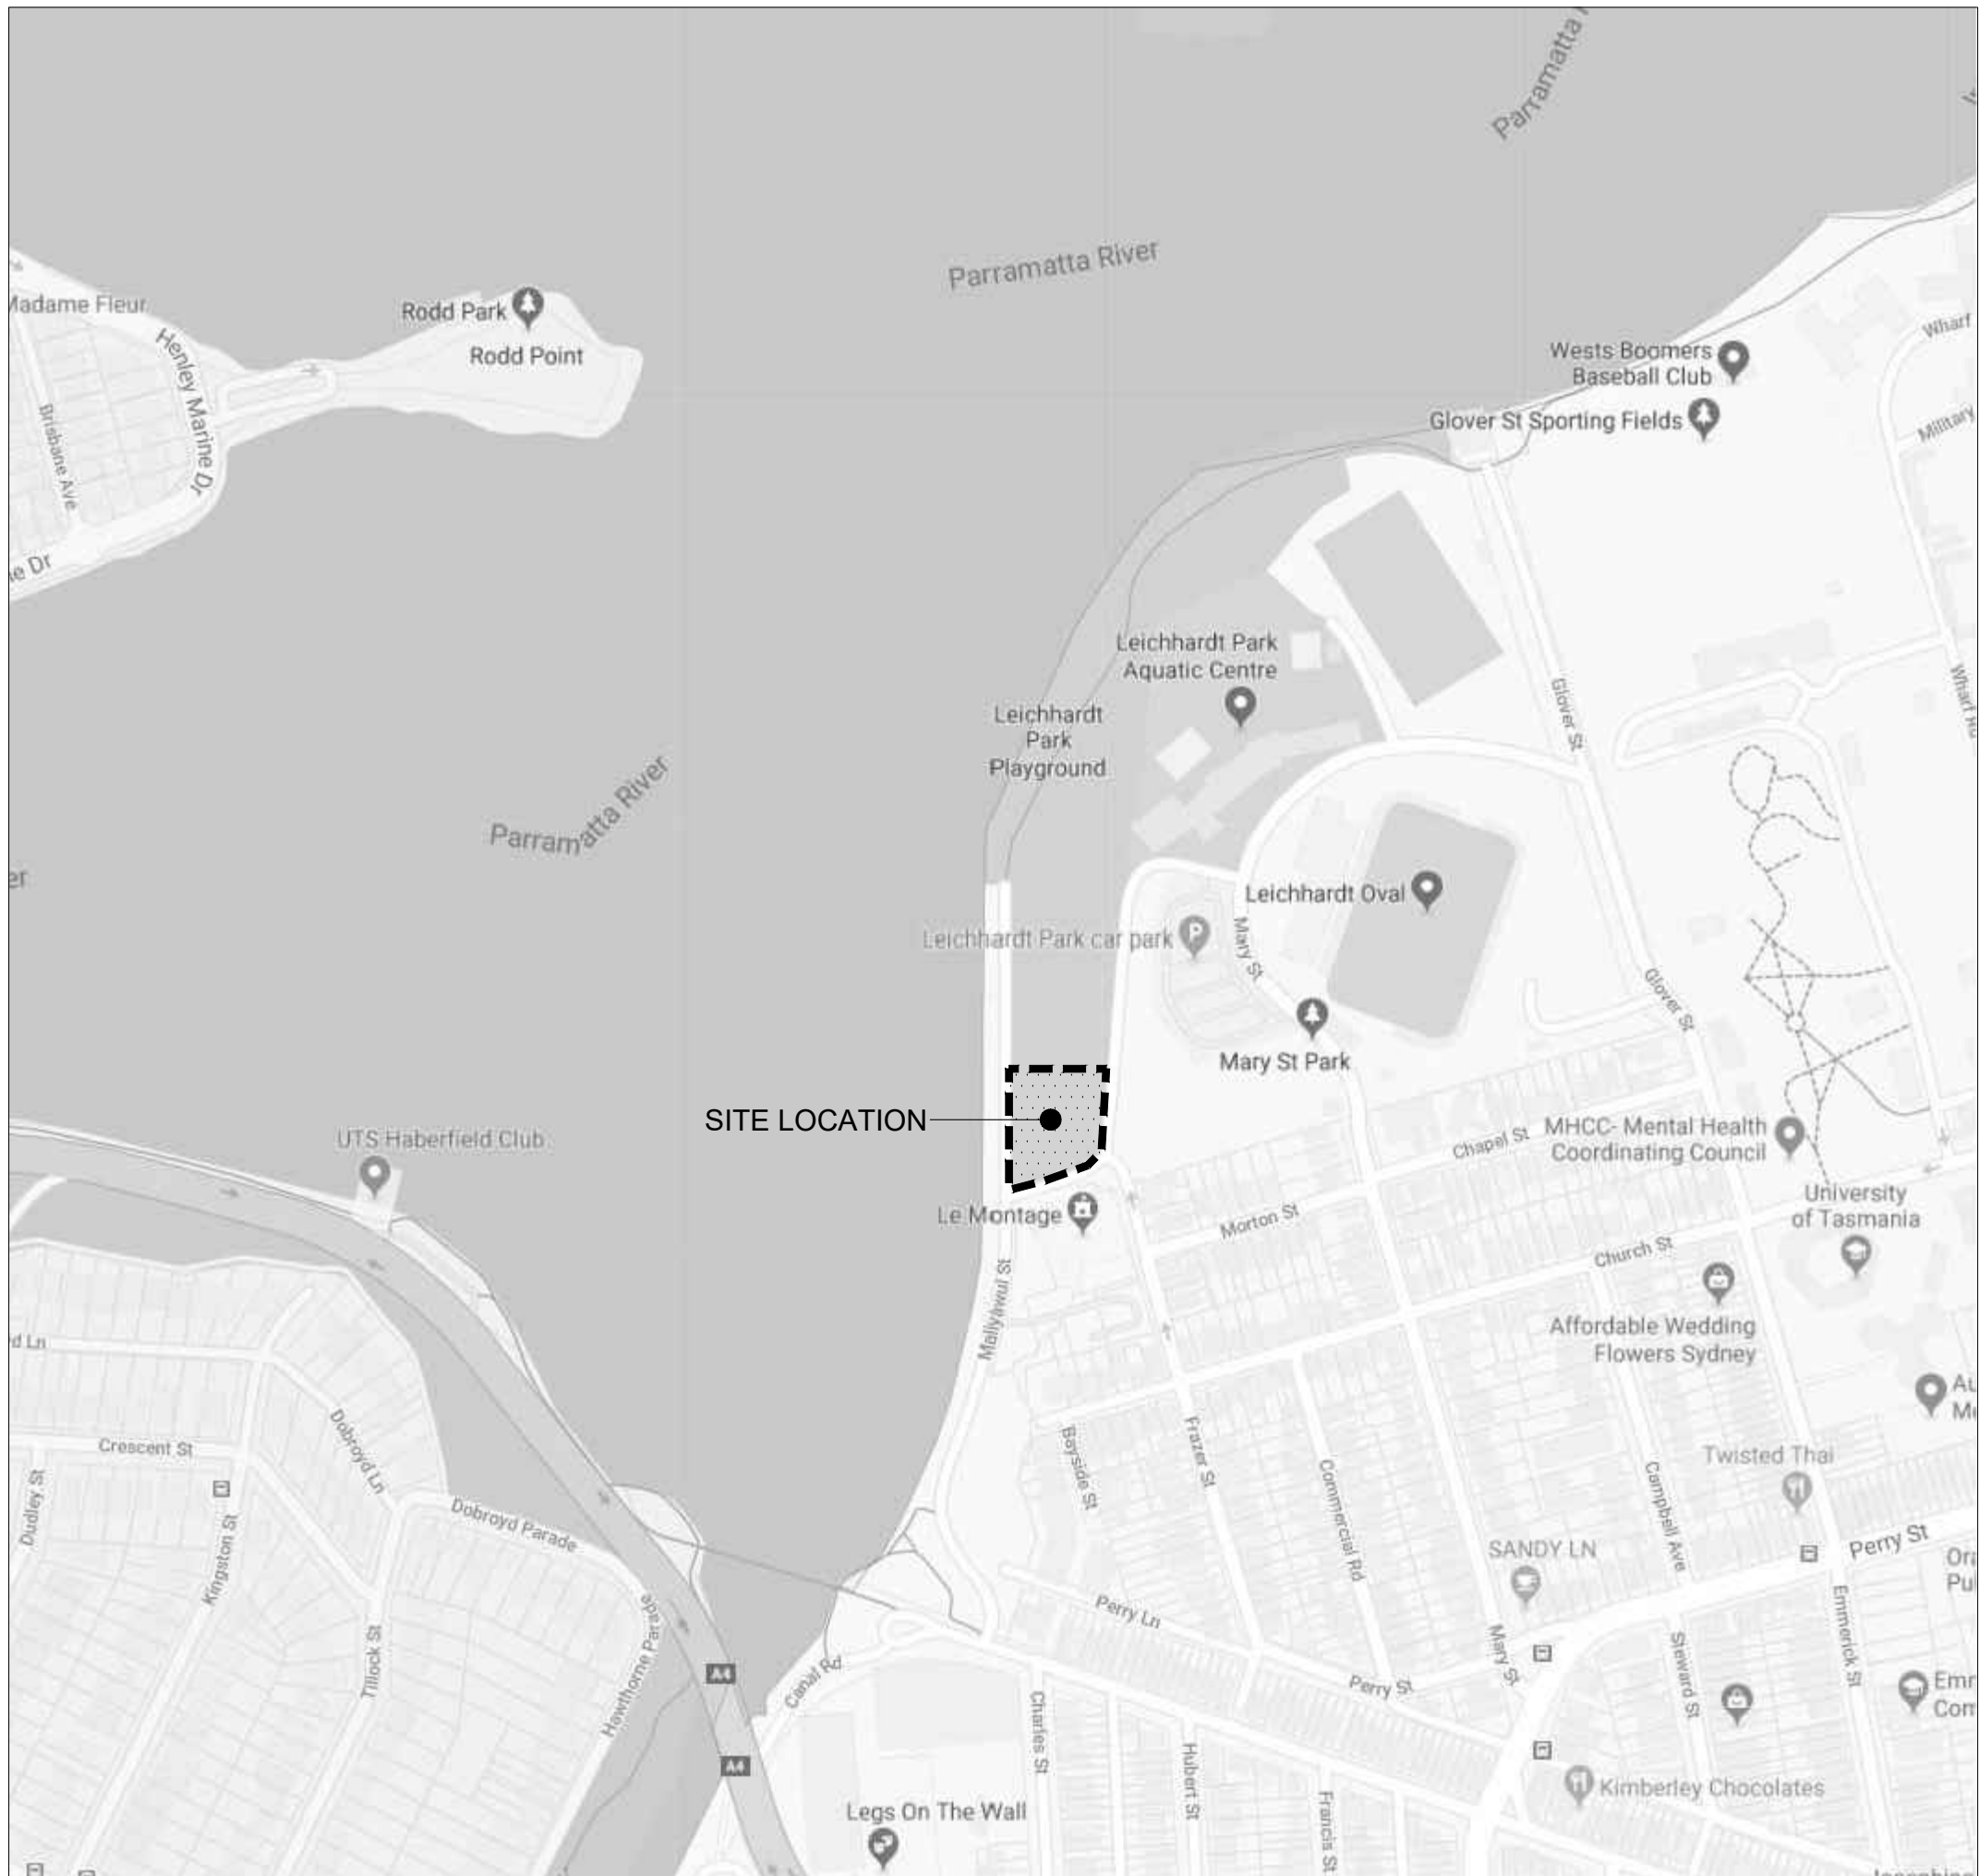 Parramatta
Parramatta River
Madame Fleur
Rodd Park
Rodd Point
Henley Marine Dr
Brisbane Ave
Wharf
Military
Wests Boomers
Baseball Club
Glover St Sporting Fields
Leichhardt Park
Aquatic Centre
Leichhardt
Park
Playground
Glover St
Parramatta River
Leichhardt Oval
Leichhardt Park car park
P
Mary St
Glover St
Mary St Park
SITE LOCATION
UTS Haberfield Club
Chapel St
MHCC- Mental Health
Coordinating Council
University
of Tasmania
Le Montage
Morton St
Church St
Maliyawul St
Affordable Wedding
Flowers Sydney
Dobroyd Ln
Crescent St
Bayside St
Frazer St
Commercial Rd
Campbell Ave
Twisted Thai
Dudley St
Kingston St
Dobroyd Parade
SANDY LN
Perry St
Perry Ln
Emmerick St
Tillock St
Hawthorne Parade
A4
Canal Rd
Mary St
Steward St
Perry St
Charles St
A4
Hubert St
Francis St
Kimberley Chocolates
Legs On The Wall